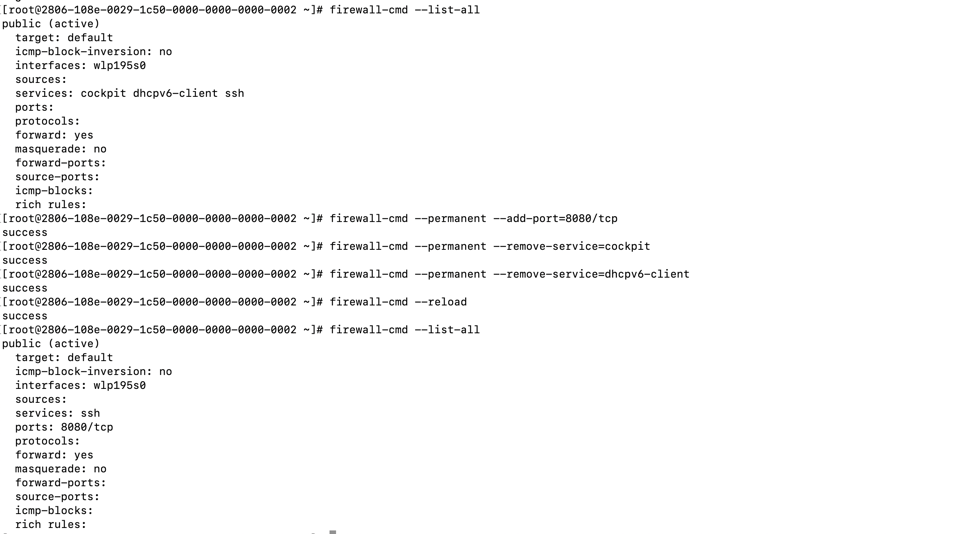 [[root@2806-108e-0029-1c50-0000-0000-0000-0002 ~]# firewall-cmd --list-all
public (active)
  target: default
  icmp-block-inversion: no
  interfaces: wlp195s0
  sources:
  services: cockpit dhcpv6-client ssh
  ports:
  protocols:
  forward: yes
  masquerade: no
  forward-ports:
  source-ports:
  icmp-blocks:
  rich rules:
[[root@2806-108e-0029-1c50-0000-0000-0000-0002 ~]# firewall-cmd --permanent --add-port=8080/tcp
success
[[root@2806-108e-0029-1c50-0000-0000-0000-0002 ~]# firewall-cmd --permanent --remove-service=cockpit
success
[[root@2806-108e-0029-1c50-0000-0000-0000-0002 ~]# firewall-cmd --permanent --remove-service=dhcpv6-client
success
[[root@2806-108e-0029-1c50-0000-0000-0000-0002 ~]# firewall-cmd --reload
success
[[root@2806-108e-0029-1c50-0000-0000-0000-0002 ~]# firewall-cmd --list-all
public (active)
  target: default
  icmp-block-inversion: no
  interfaces: wlp195s0
  sources:
  services: ssh
  ports: 8080/tcp
  protocols:
  forward: yes
  masquerade: no
  forward-ports:
  source-ports:
  icmp-blocks:
  rich rules: